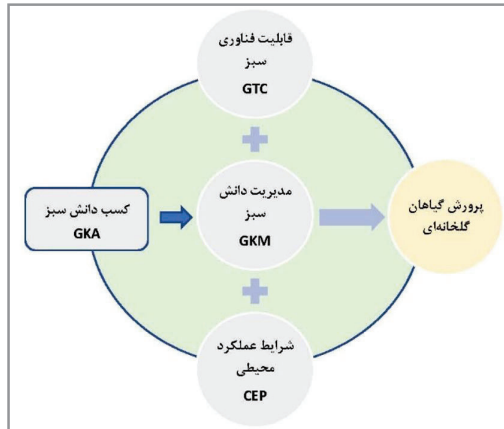 قابلیت فناوری
سبز
GTC
کسب دانش سبز
GKA
مدیریت دانش
سبز
GKM
پرورش گیاهان
گلخانه‌ای
شرایط عملکرد
محیطی
CEP